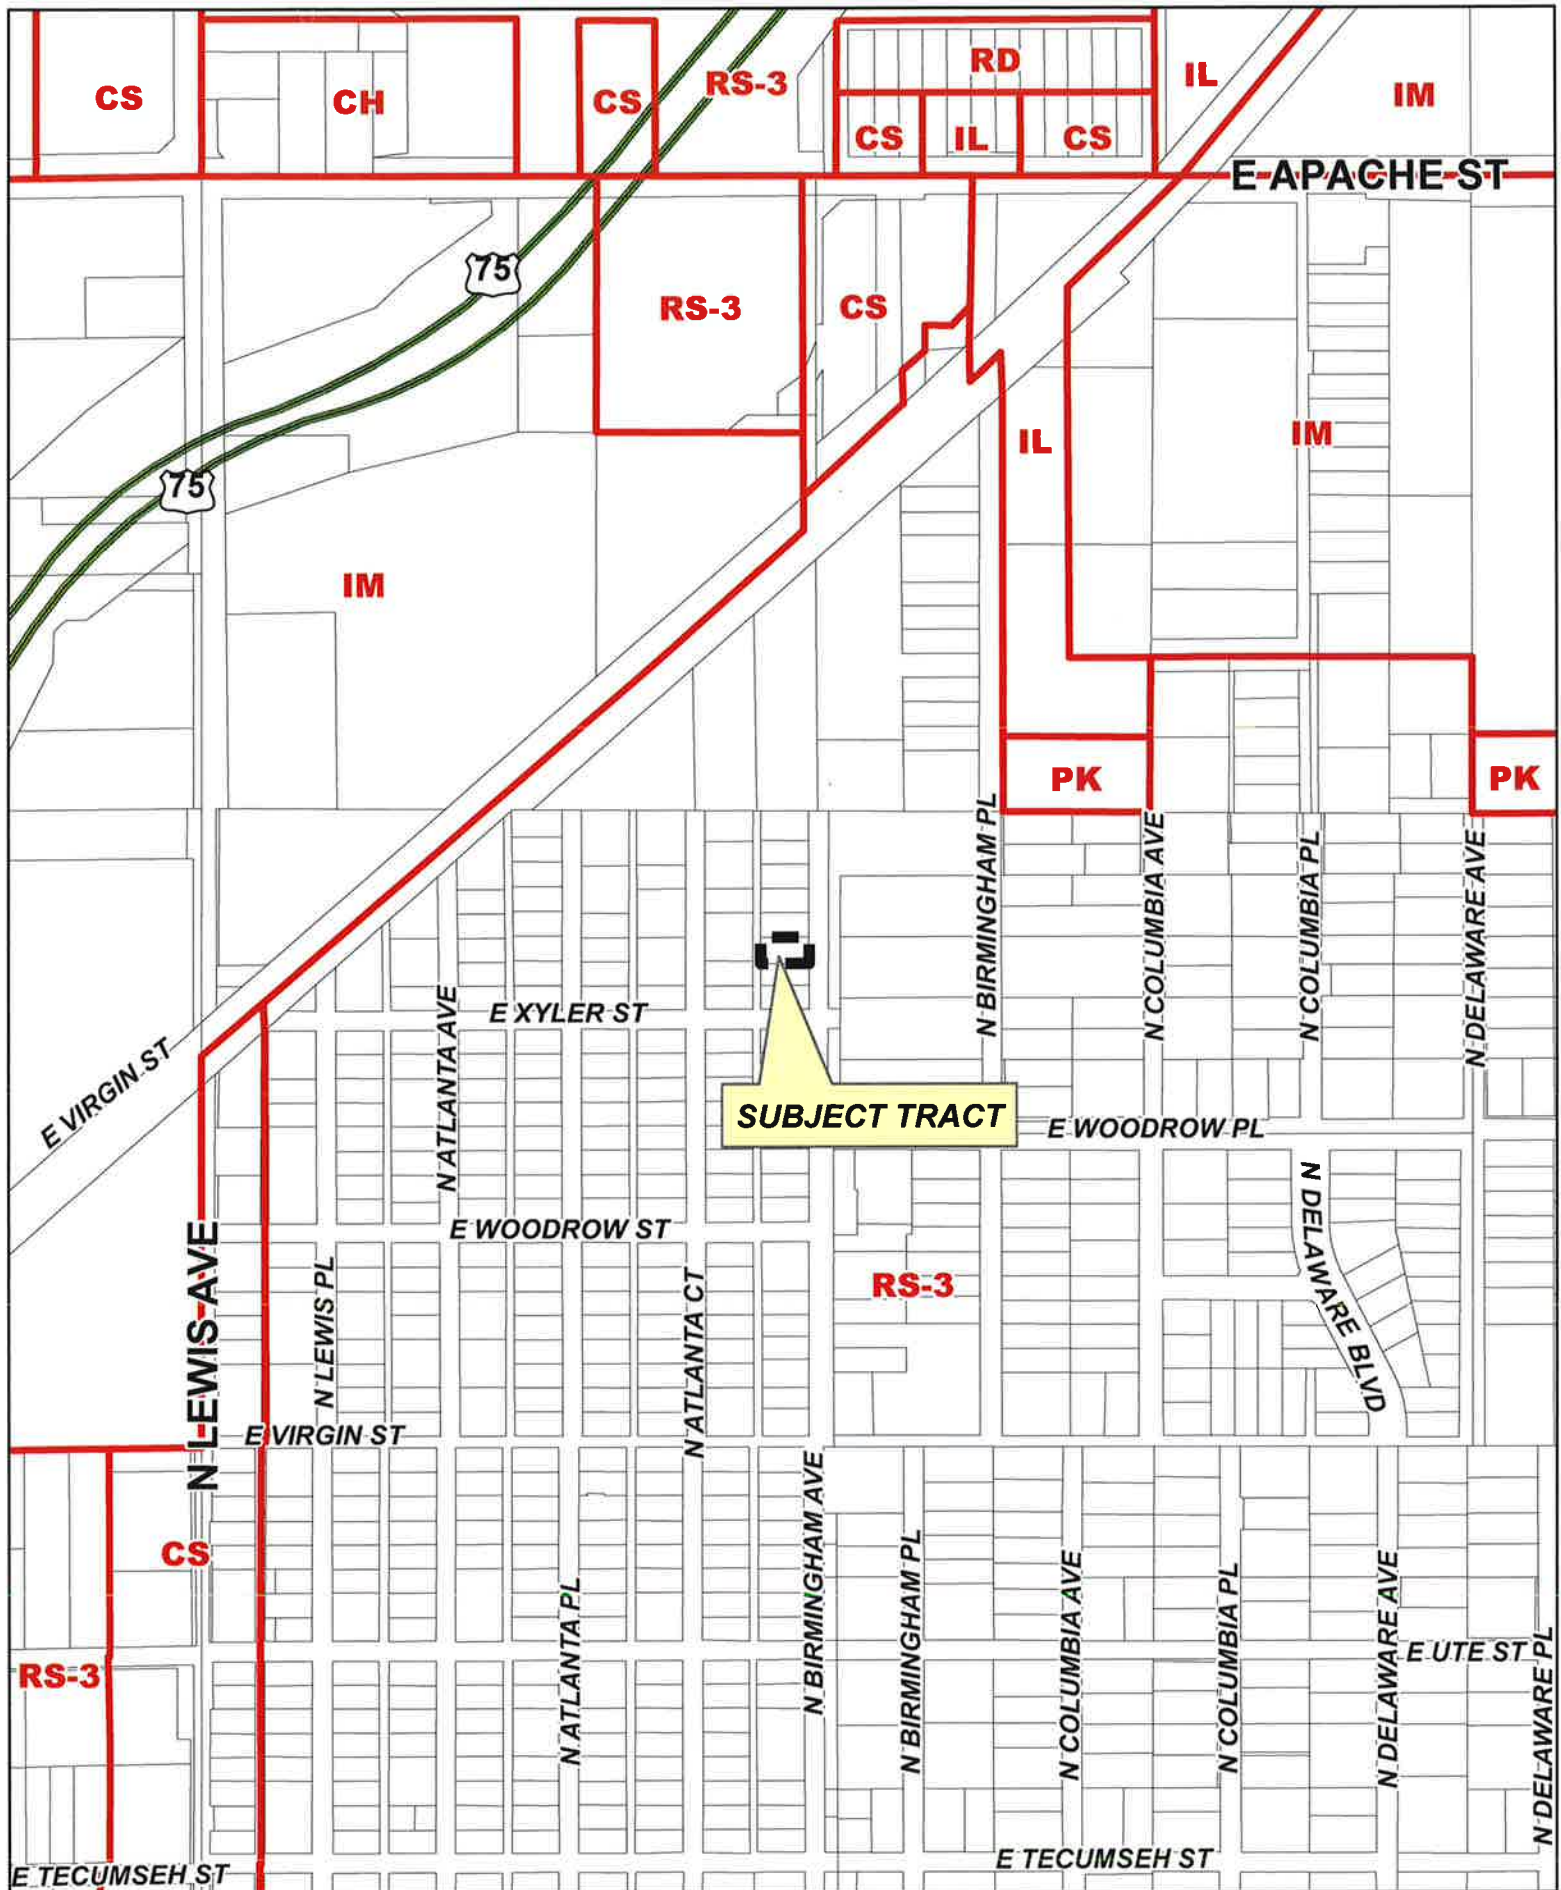 CS
CH
CS
RS-3
RD
IL
IM
CS
IL
CS
E APACHE ST
75
RS-3
CS
75
IL
IM
IM
PK
PK
N BIRMINGHAM PL
N COLUMBIA AVE
N COLUMBIA PL
N DELAWARE AVE
E XYLER ST
N ATLANTA AVE
E VIRGIN ST
SUBJECT TRACT
E WOODROW PL
E WOODROW ST
N DELAWARE BLVD
N LEWIS AVE
N LEWIS PL
N ATLANTA CT
RS-3
E VIRGIN ST
CS
N BIRMINGHAM AVE
N ATLANTA PL
N BIRMINGHAM PL
N COLUMBIA AVE
N COLUMBIA PL
N DELAWARE AVE
E UTE ST
N DELAWARE PL
RS-3
E TECUMSEH ST
E TECUMSEH ST